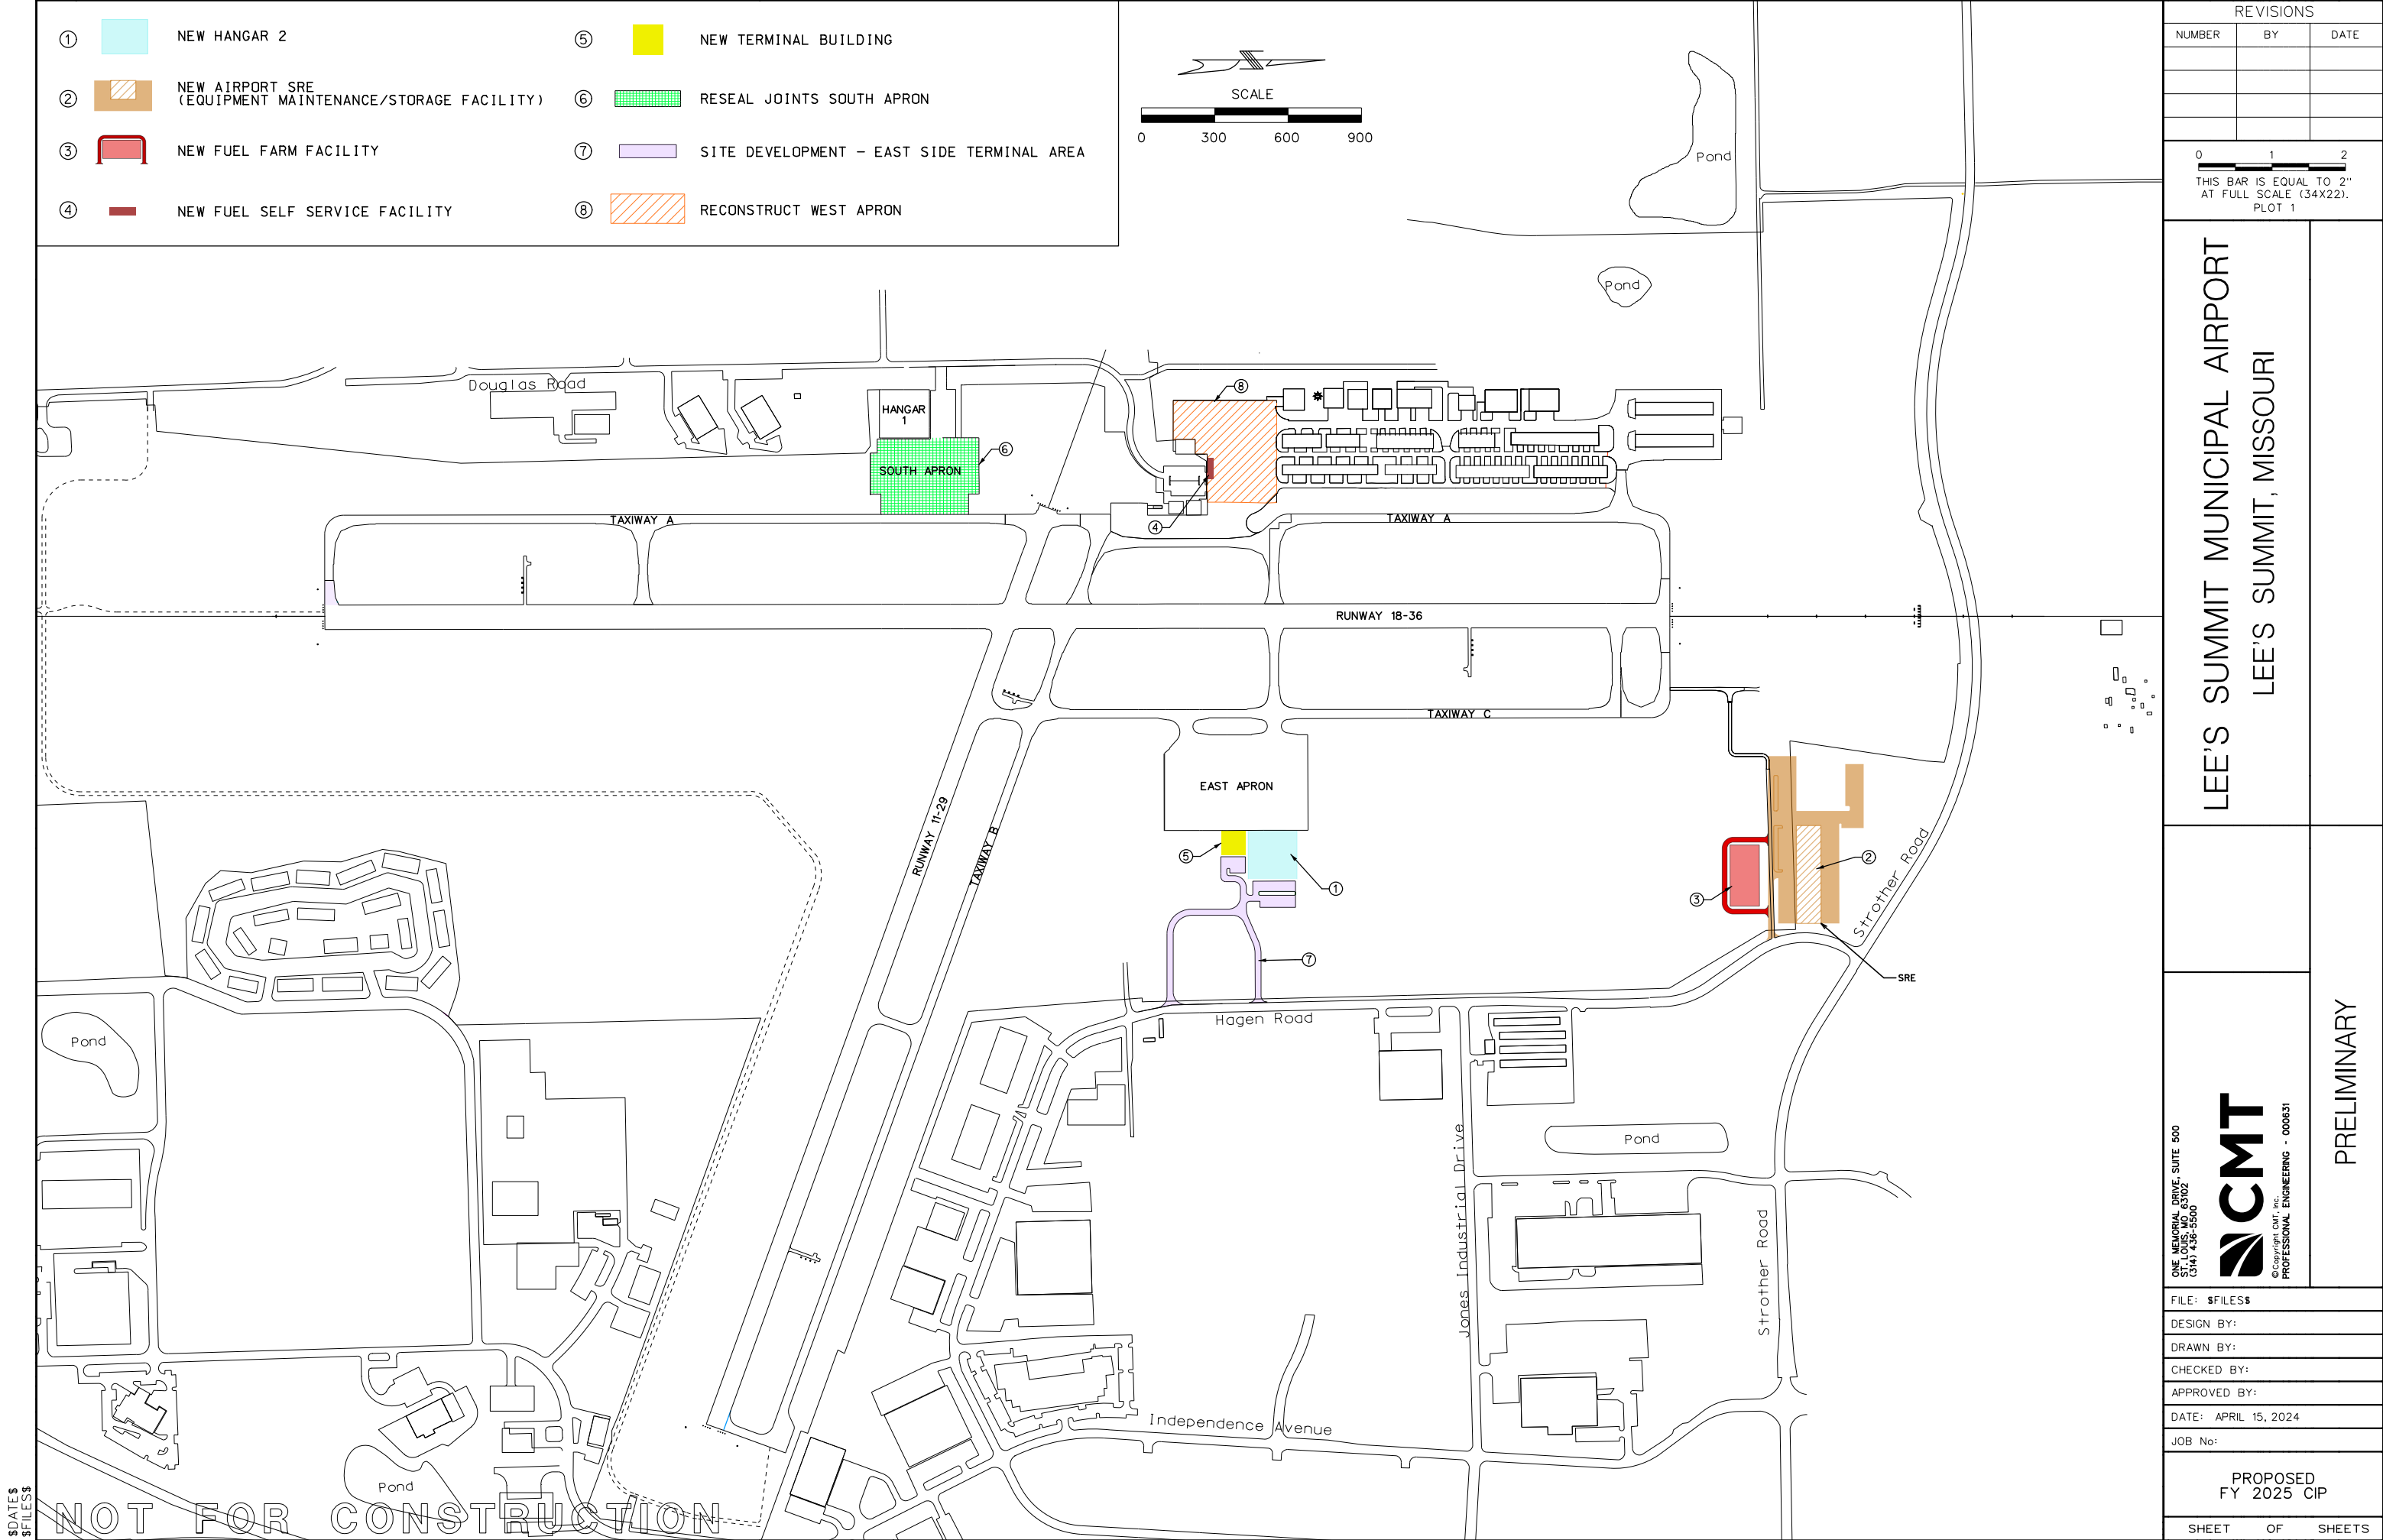 ①
NEW HANGAR 2
②
NEW AIRPORT SRE
(EQUIPMENT MAINTENANCE/STORAGE FACILITY)
③
NEW FUEL FARM FACILITY
④
NEW FUEL SELF SERVICE FACILITY
⑤
NEW TERMINAL BUILDING
⑥
RESEAL JOINTS SOUTH APRON
⑦
SITE DEVELOPMENT – EAST SIDE TERMINAL AREA
⑧
RECONSTRUCT WEST APRON
SCALE
0 300 600 900
Pond
Pond
Douglas Road
HANGAR
1
⑧
⑥
SOUTH APRON
④
TAXIWAY A
TAXIWAY A
RUNWAY 18-36
TAXIWAY C
EAST APRON
RUNWAY 11-29
TAXIWAY B
⑤
①
②
③
⑦
SRE
Strother Road
Hagen Road
Pond
Pond
Jones Industrial Drive
Strother Road
Independence Avenue
Pond
NOT FOR CONSTRUCTION
$DATE$
$FILES$
REVISIONS
NUMBER BY DATE
0 1 2
THIS BAR IS EQUAL TO 2"
AT FULL SCALE (34X22).
PLOT 1
LEE'S SUMMIT MUNICIPAL AIRPORT
LEE'S SUMMIT, MISSOURI
PRELIMINARY
ONE MEMORIAL DRIVE, SUITE 500
ST. LOUIS, MO 63102
(314) 436-5500
CMT
© Copyright CMT, Inc.
PROFESSIONAL ENGINEERING - 000631
FILE: $FILES$
DESIGN BY:
DRAWN BY:
CHECKED BY:
APPROVED BY:
DATE: APRIL 15, 2024
JOB No:
PROPOSED
FY 2025 CIP
SHEET OF SHEETS